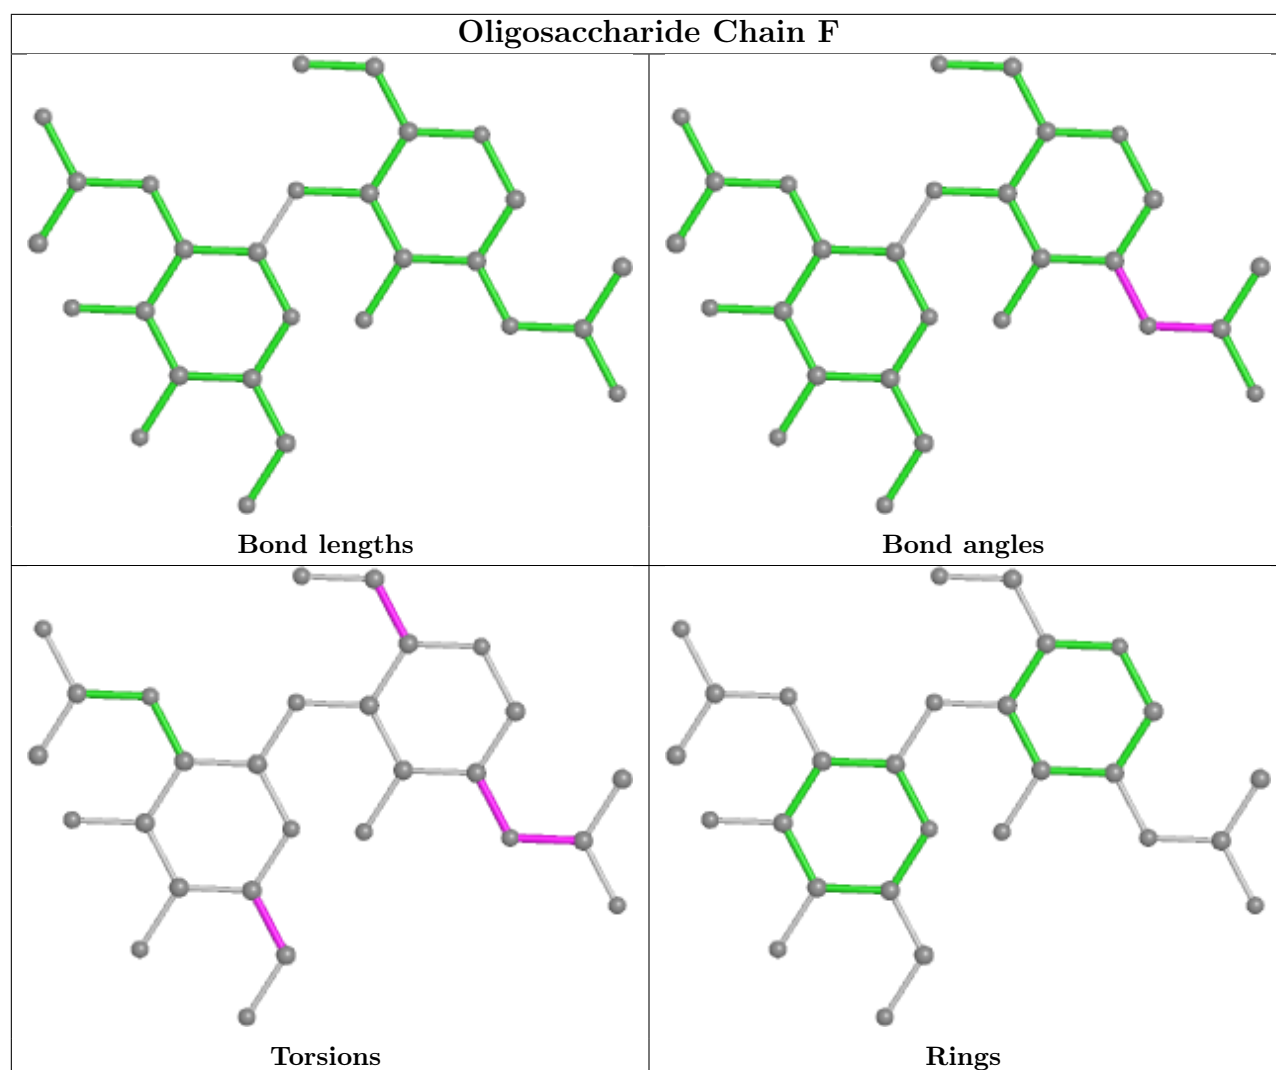 Oligosaccharide Chain F
Bond lengths
Bond angles
Torsions
Rings